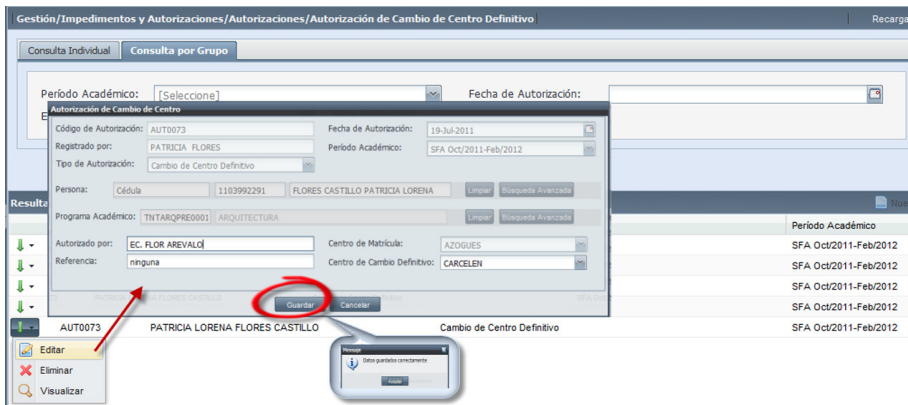 Gestión/Impedimentos y Autorizaciones/Autorizaciones/Autorización de Cambio de Centro Definitivo
Recarga
Consulta Individual
Consulta por Grupo
Período Académico: [Seleccione]
Fecha de Autorización:
E
Autorización de Cambio de Centro
Código de Autorización: AUT0073
Fecha de Autorización: 19-Jul-2011
Registrado por: PATRICIA FLORES
Período Académico: SFA Oct/2011-Feb/2012
Tipo de Autorización: Cambio de Centro Definitivo
Persona: Cédula 1103992291 FLORES CASTILLO PATRICIA LORENA Limpiar Búsqueda Avanzada
Programa Académico: TNTARQPRE0001 ARQUITECTURA Limpiar Búsqueda Avanzada
Autorizado por: EC. FLOR AREVALO
Centro de Matrícula: AZOGUES
Referencia: ninguna
Centro de Cambio Definitivo: CARCELEN
Guardar Cancelar
Resulta
Nue
Período Académico
SFA Oct/2011-Feb/2012
SFA Oct/2011-Feb/2012
SFA Oct/2011-Feb/2012
SFA Oct/2011-Feb/2012
AUT0073 PATRICIA LORENA FLORES CASTILLO Cambio de Centro Definitivo SFA Oct/2011-Feb/2012
Editar
Eliminar
Visualizar
Mensaje
Datos guardados correctamente
Aceptar